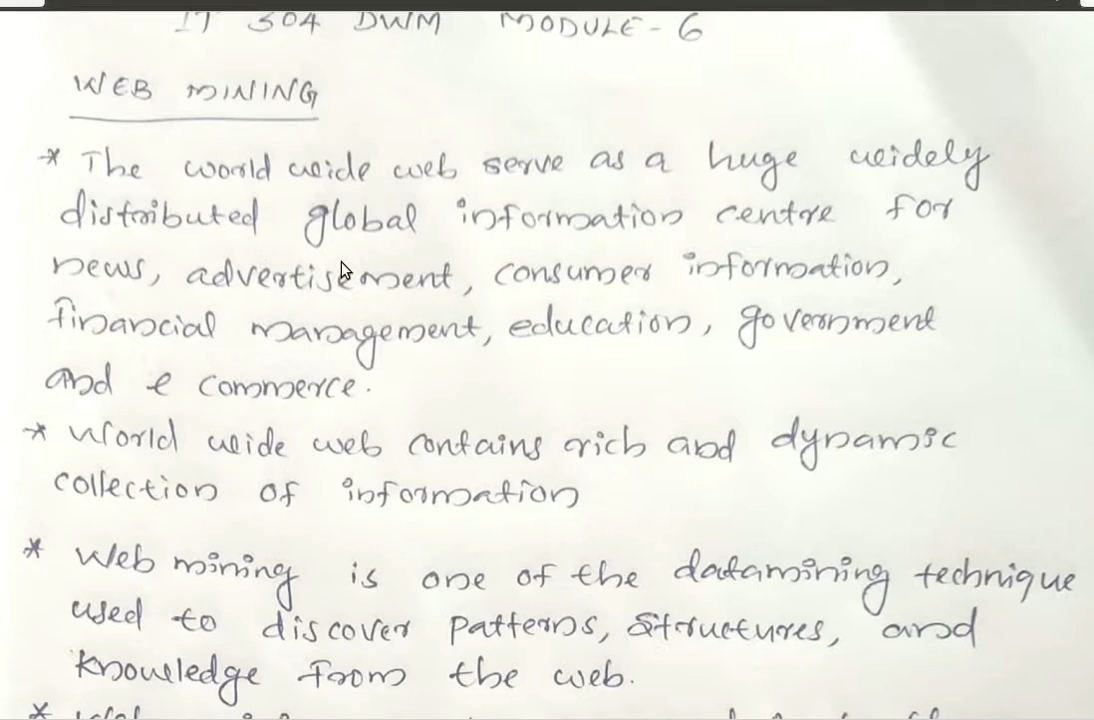 IT 304 DWM MODULE - 6
WEB MINING
* The world wide web serve as a huge widely
distributed global information centre for
news, advertisement, consumer information,
financial management, education, government
and e commerce.
* World wide web contains rich and dynamic
collection of information
* Web mining is one of the datamining technique
used to discover patterns, structures, and
knowledge from the web.